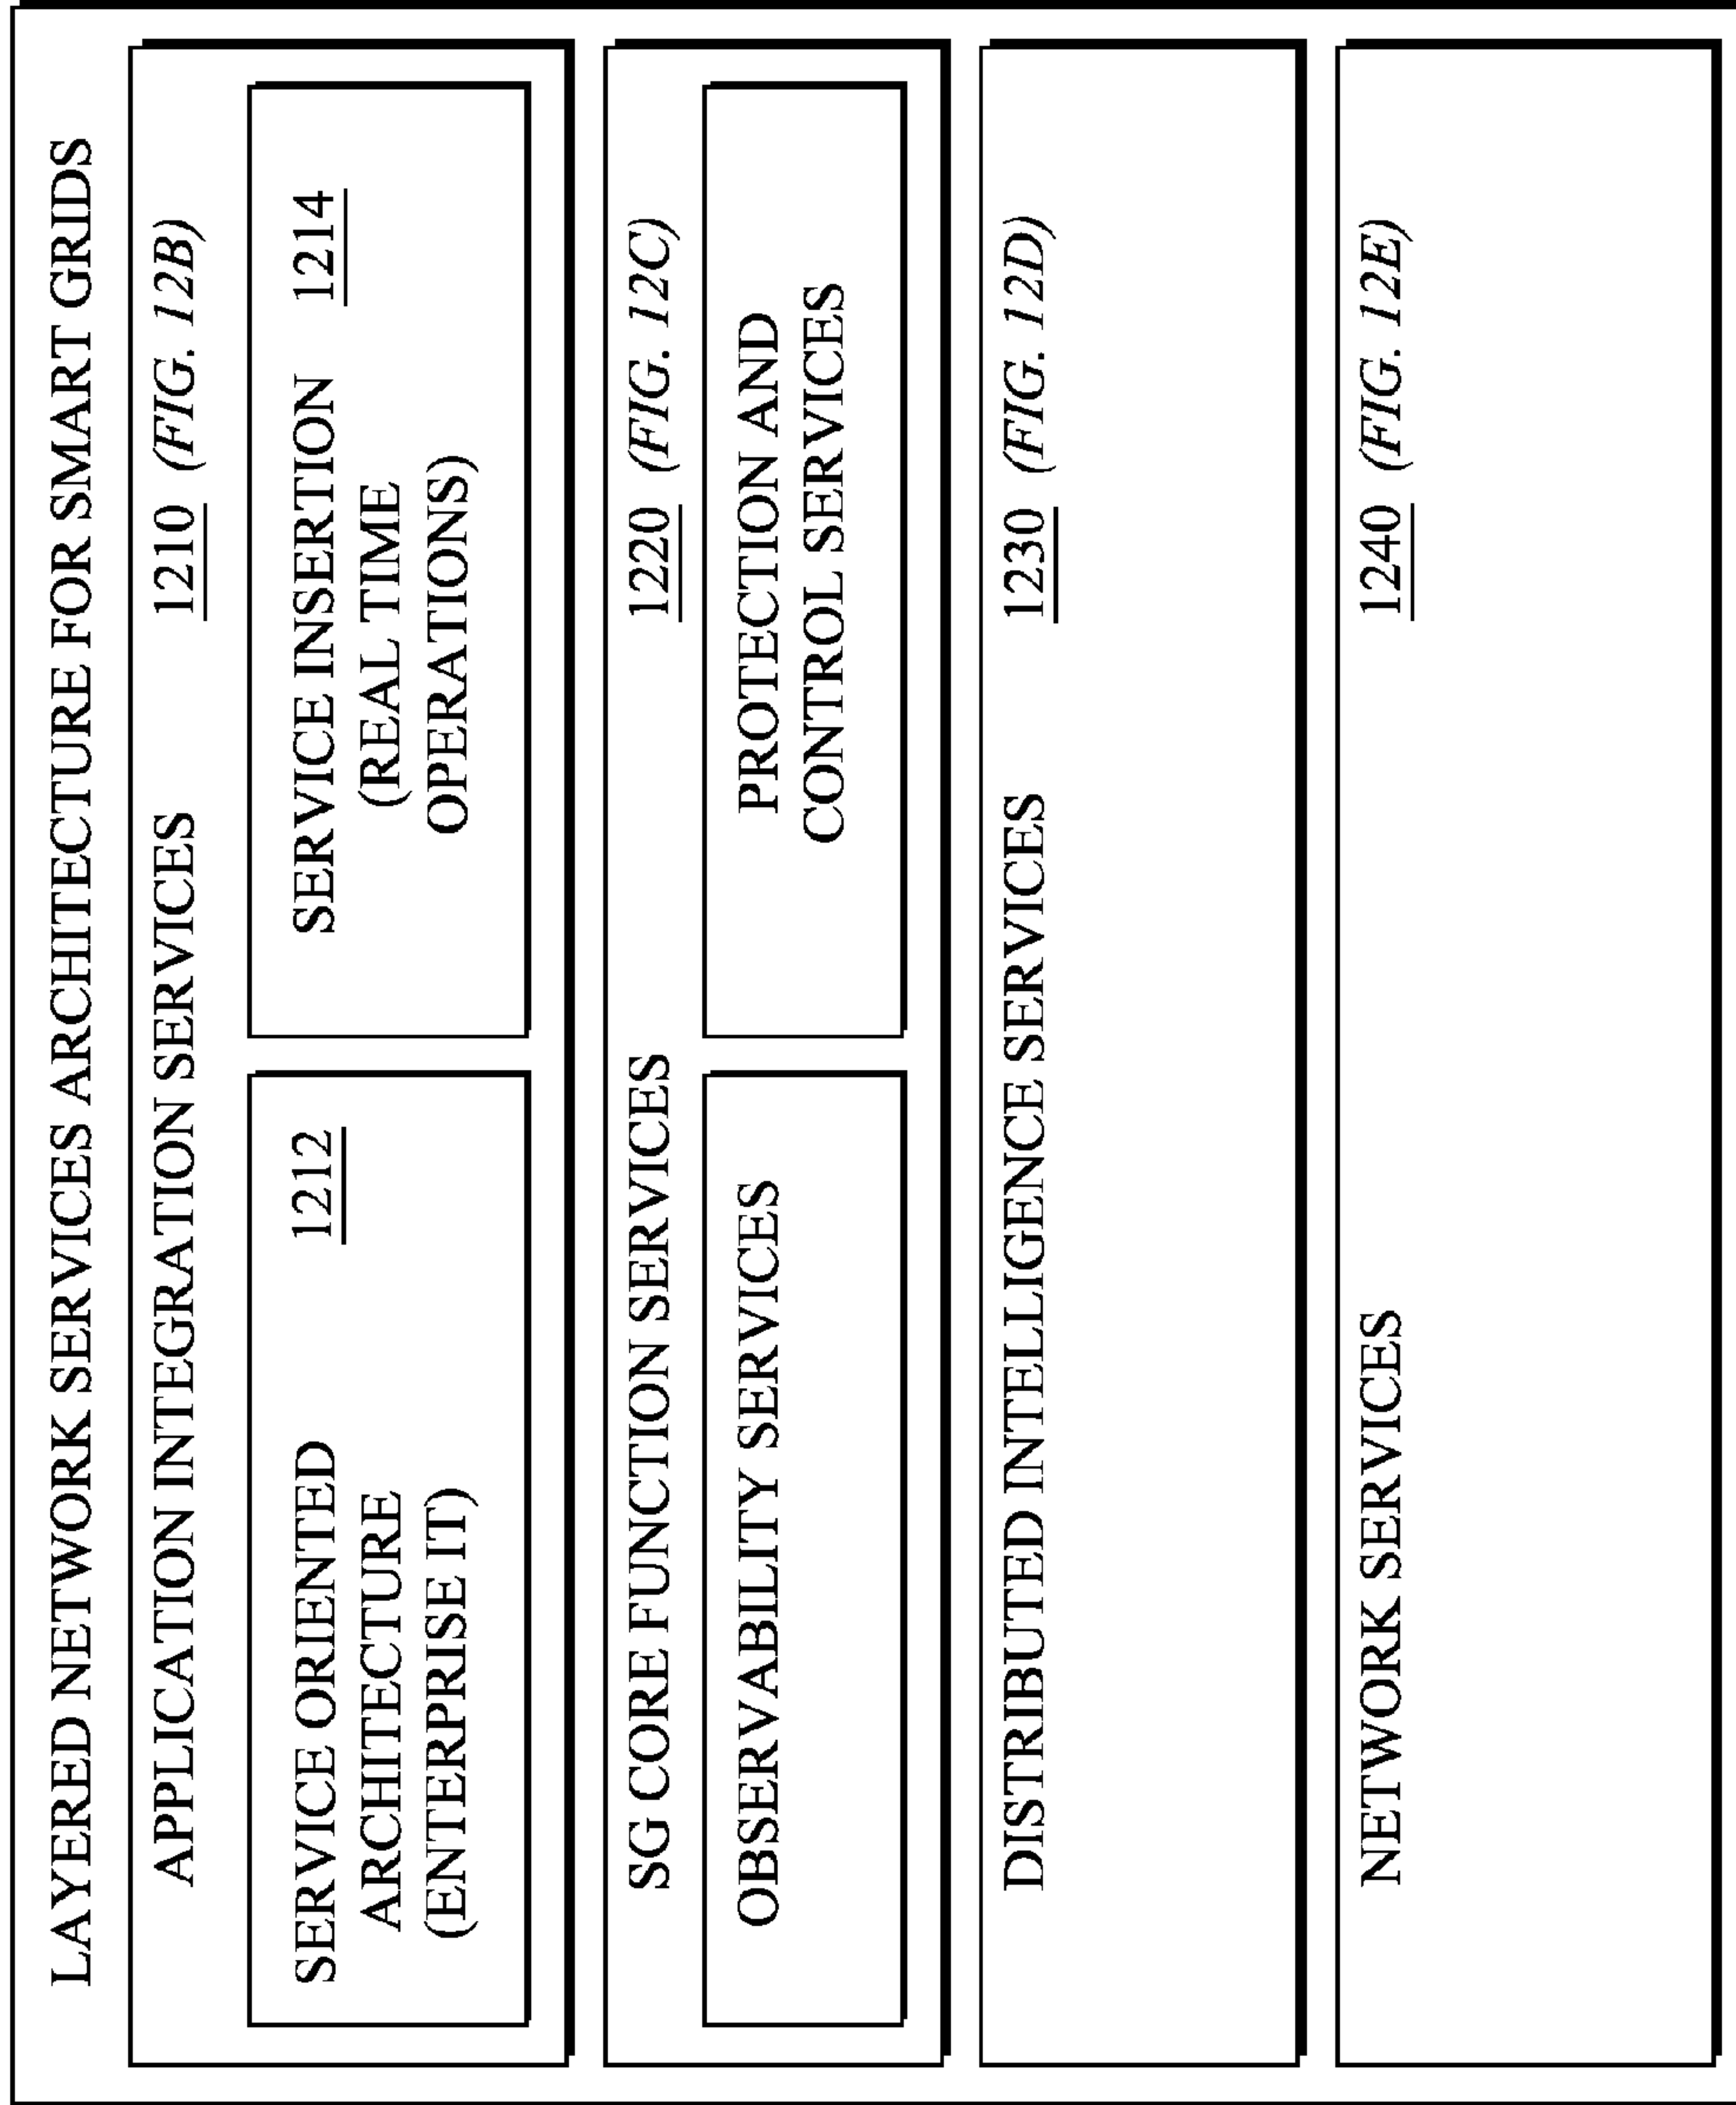 LAYERED NETWORK SERVICES ARCHITECTURE FOR SMART GRIDS
APPLICATION INTEGRATION SERVICES 1210 (FIG. 12B)
SERVICE ORIENTED 1212
ARCHITECTURE
(ENTERPRISE IT)
SERVICE INSERTION 1214
(REAL TIME
OPERATIONS)
SG CORE FUNCTION SERVICES 1220 (FIG. 12C)
OBSERVABILITY SERVICES
PROTECTION AND
CONTROL SERVICES
DISTRIBUTED INTELLIGENCE SERVICES 1230 (FIG. 12D)
NETWORK SERVICES 1240 (FIG. 12E)